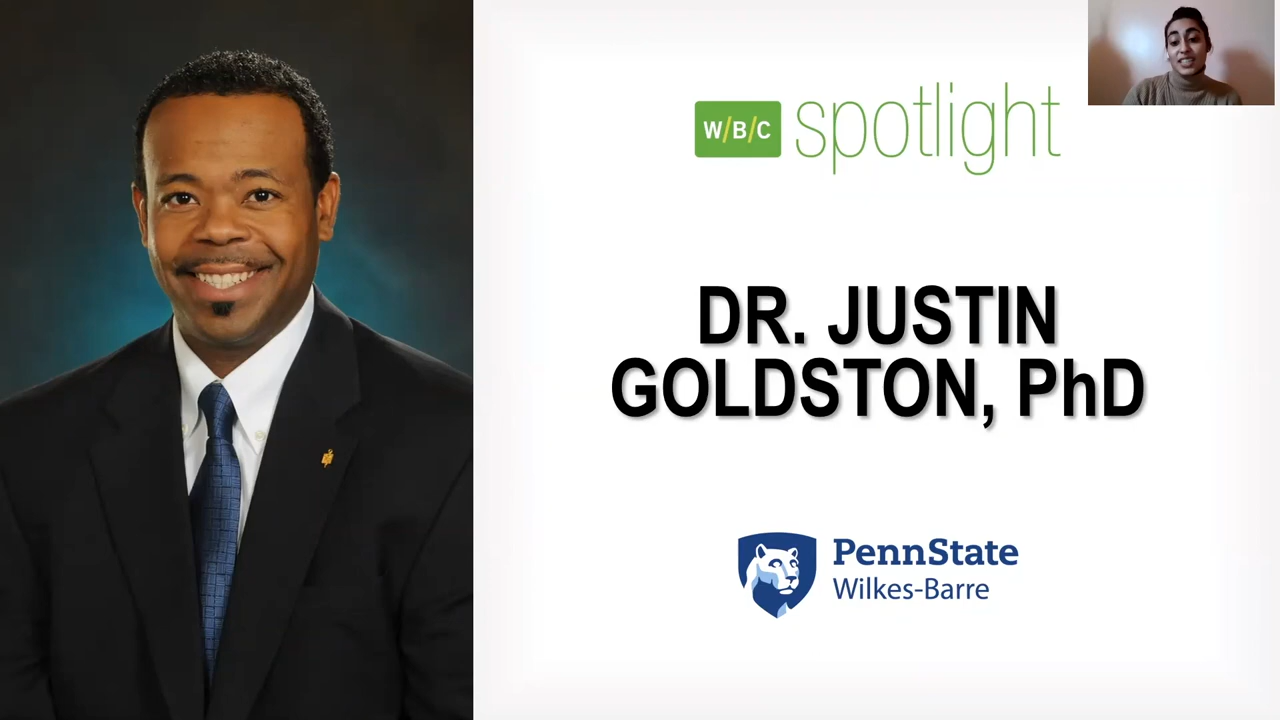 W/B/C spotlight
DR. JUSTIN
GOLDSTON, PhD
PennState
Wilkes-Barre